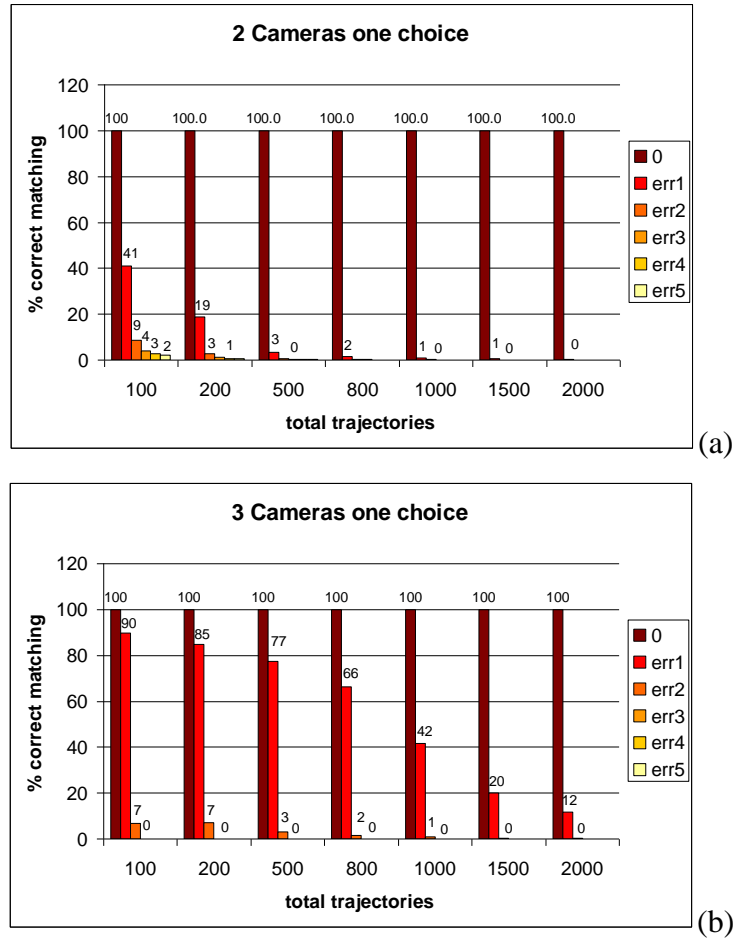 2 Cameras one choice
120
100
80
60
40
20
0
% correct matching
100 100.0 100.0 100.0 100.0 100.0 100.0
41 19 3 2 1 1 0
9 3 0 0 0
4 3 2 1
100 200 500 800 1000 1500 2000
total trajectories
0
err1
err2
err3
err4
err5
(a)
3 Cameras one choice
120
100
80
60
40
20
0
% correct matching
100 100 100 100 100 100 100
90 85 77 66 42 20 12
7 0 7 0 3 0 2 0 1 0 0 0
100 200 500 800 1000 1500 2000
total trajectories
0
err1
err2
err3
err4
err5
(b)